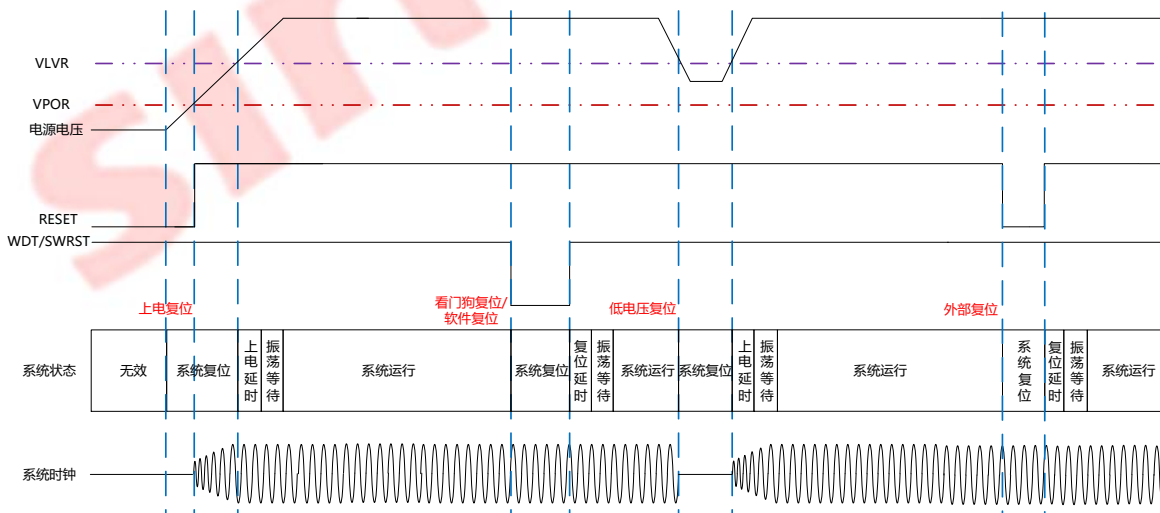 VLVR
VPOR
电源电压
RESET
WDT/SWRST
上电复位
看门狗复位/
软件复位
低电压复位
外部复位
系统状态
无效
系统复位
上电延时
振荡等待
系统运行
系统复位
复位延时
振荡等待
系统运行
系统复位
上电延时
振荡等待
系统运行
系统复位
复位延时
振荡等待
系统运行
系统时钟